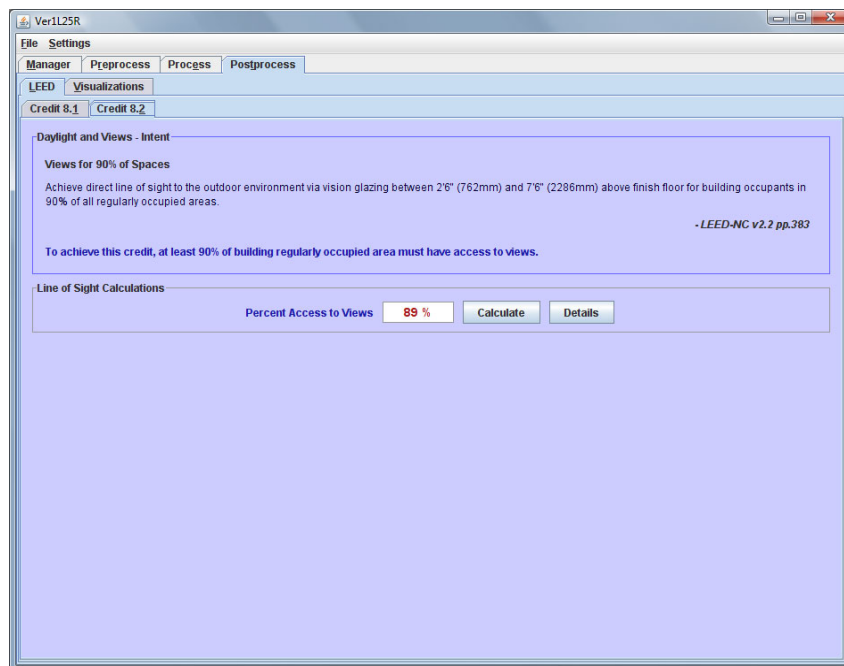 Ver1L25R
File Settings
Manager Preprocess Process Postprocess
LEED Visualizations
Credit 8.1 Credit 8.2
Daylight and Views - Intent
Views for 90% of Spaces
Achieve direct line of sight to the outdoor environment via vision glazing between 2'6" (762mm) and 7'6" (2286mm) above finish floor for building occupants in
90% of all regularly occupied areas.
- LEED-NC v2.2 pp.383
To achieve this credit, at least 90% of building regularly occupied area must have access to views.
Line of Sight Calculations
Percent Access to Views 89 % Calculate Details